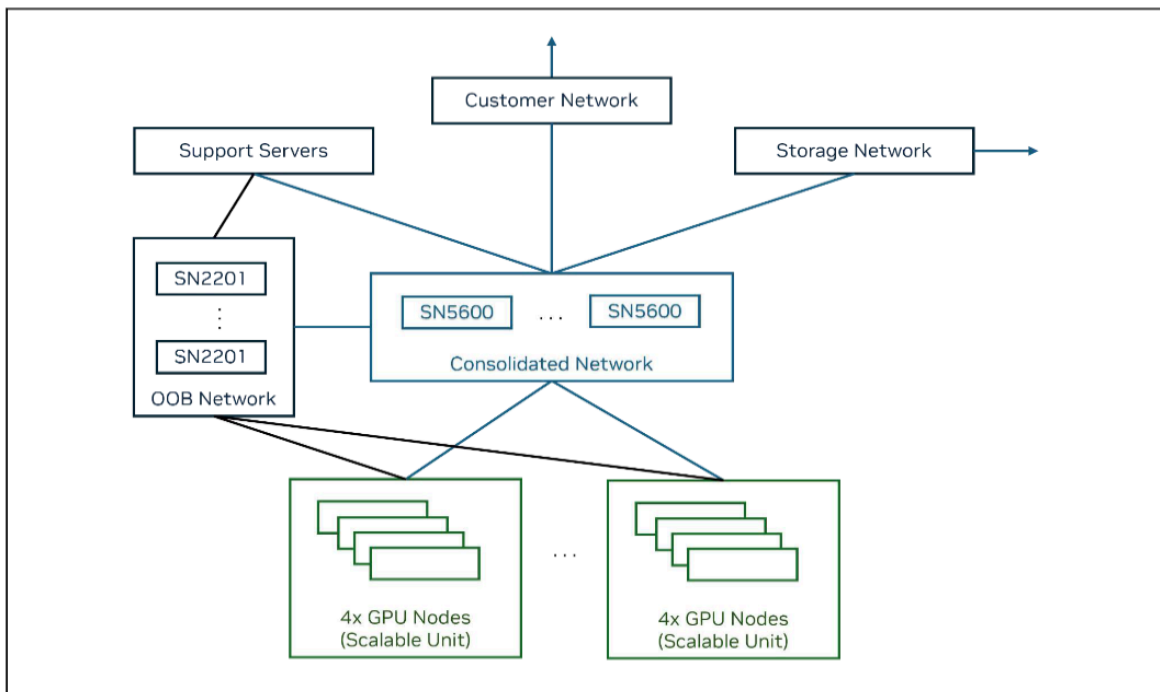 Customer Network
Support Servers
Storage Network
SN2201
⋮
SN2201
OOB Network
SN5600 ... SN5600
Consolidated Network
...
4x GPU Nodes
(Scalable Unit)
4x GPU Nodes
(Scalable Unit)